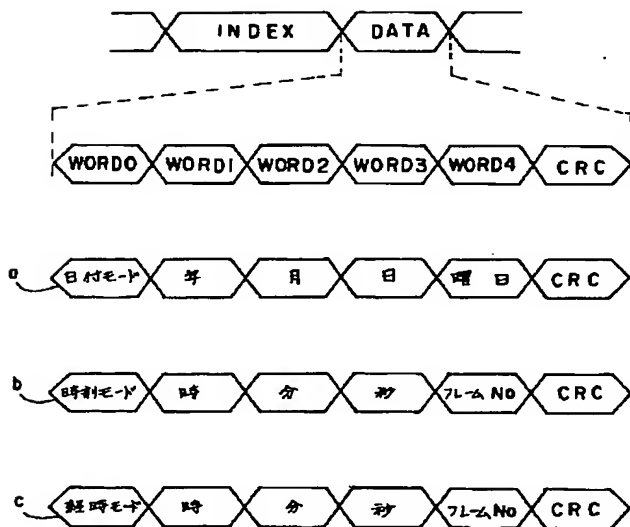 INDEX DATA
WORD0 WORD1 WORD2 WORD3 WORD4 CRC
a 日付モード 年 月 日 曜日 CRC
b 時刻モード 時 分 秒 フレームNO CRC
c 経時モード 時 分 秒 フレームNO CRC